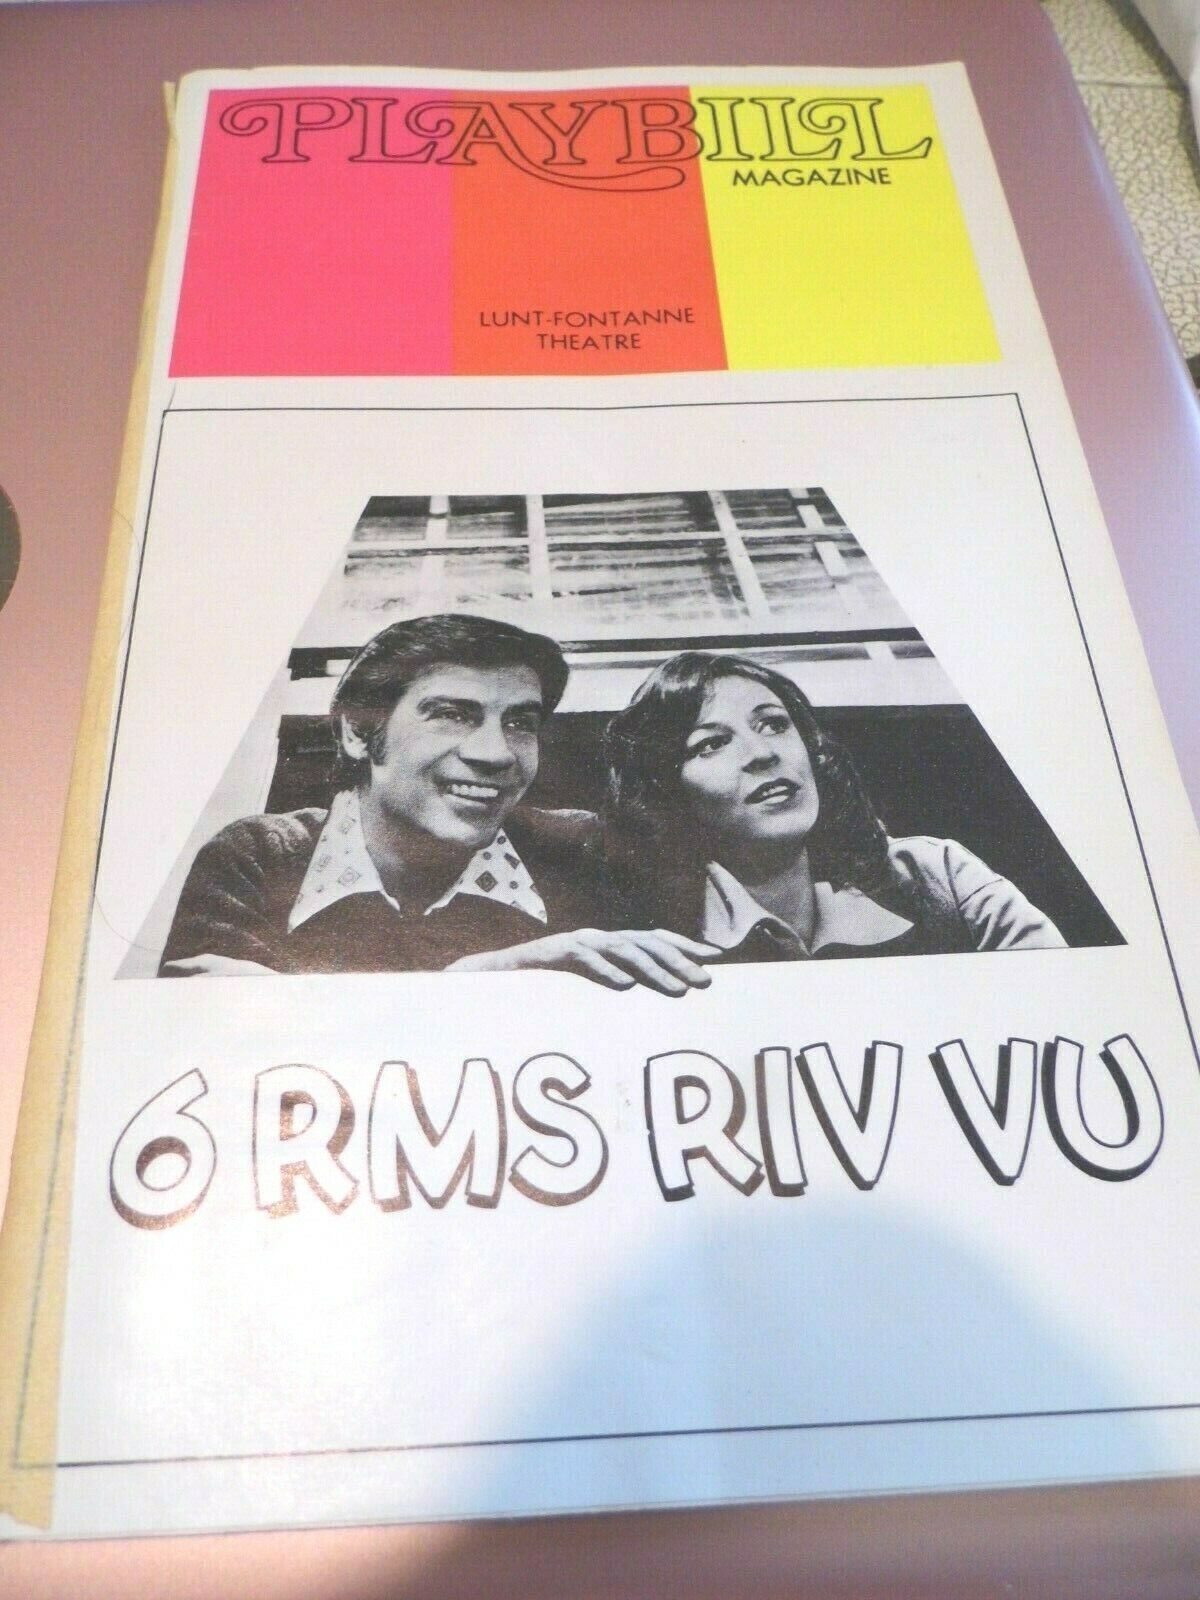 PLAYBILL
MAGAZINE
LUNT-FONTANNE
THEATRE
6 RMS RIV VU